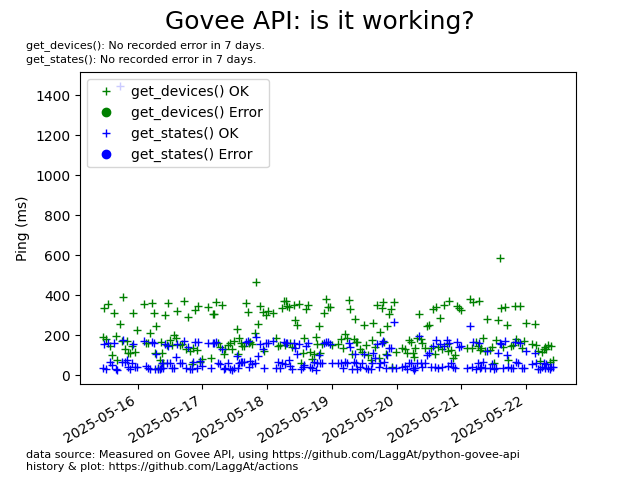 Govee API: is it working?
get_devices(): No recorded error in 7 days.
get_states(): No recorded error in 7 days.
get_devices() OK
get_devices() Error
get_states() OK
get_states() Error
Ping (ms)
1400
1200
1000
800
600
400
200
0
2025-05-16
2025-05-17
2025-05-18
2025-05-19
2025-05-20
2025-05-21
2025-05-22
data source: Measured on Govee API, using https://github.com/LaggAt/python-govee-api
history & plot: https://github.com/LaggAt/actions